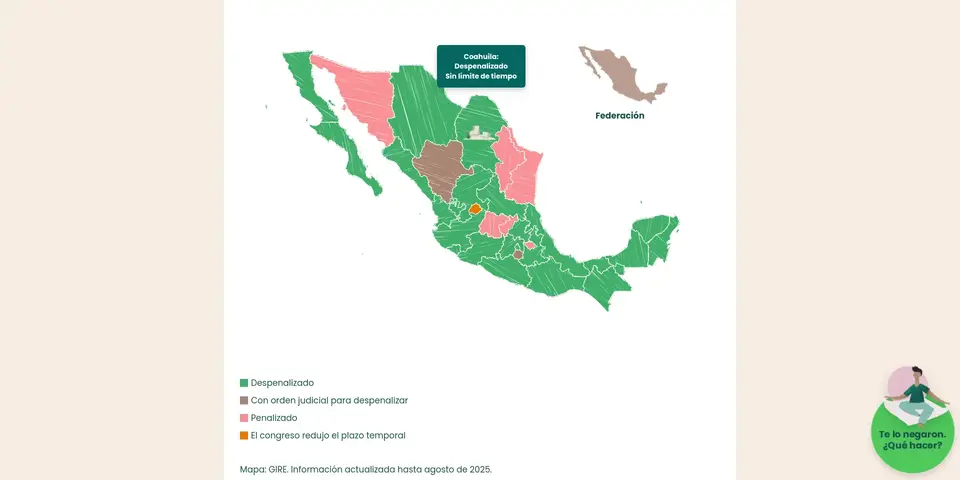 Coahuila:
Despenalizado
Sin límite de tiempo
Federación
Despenalizado
Con orden judicial para despenalizar
Penalizado
El congreso redujo el plazo temporal
Mapa: GIRE. Información actualizada hasta agosto de 2025.
Te lo negaron.
¿Qué hacer?